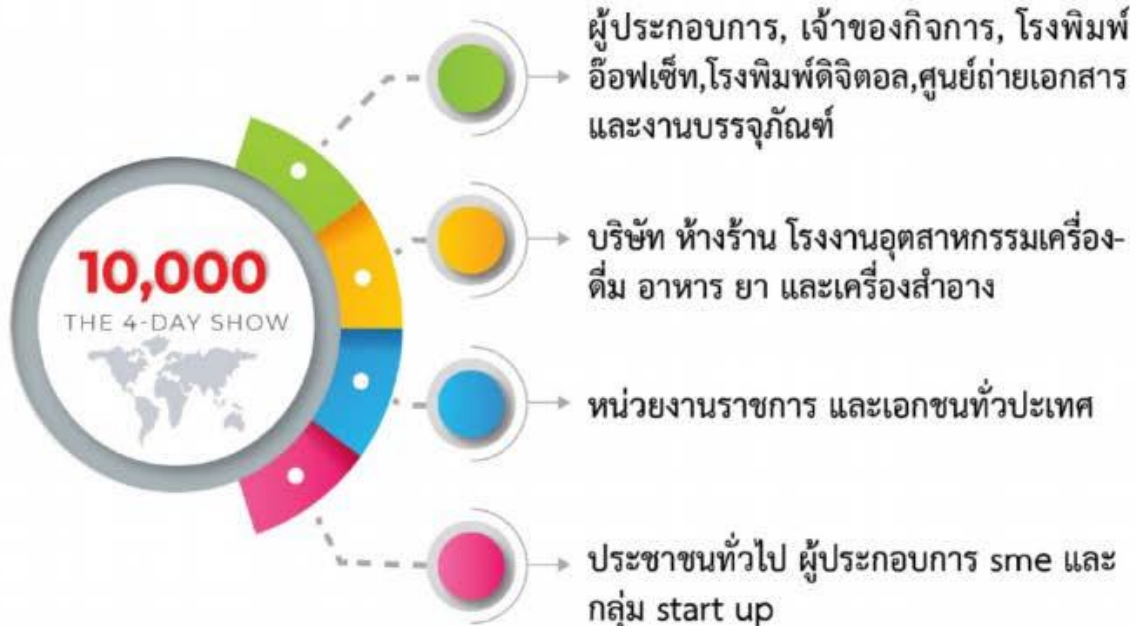 10,000
THE 4-DAY SHOW
ผู้ประกอบการ, เจ้าของกิจการ, โรงพิมพ์
อ๊อฟเซ็ท,โรงพิมพ์ดิจิตอล,ศูนย์ถ่ายเอกสาร
และงานบรรจุภัณฑ์
บริษัท ห้างร้าน โรงงานอุตสาหกรรมเครื่อง-
ดื่ม อาหาร ยา และเครื่องสำอาง
หน่วยงานราชการ และเอกชนทั่วปะเทศ
ประชาชนทั่วไป ผู้ประกอบการ sme และ
กลุ่ม start up